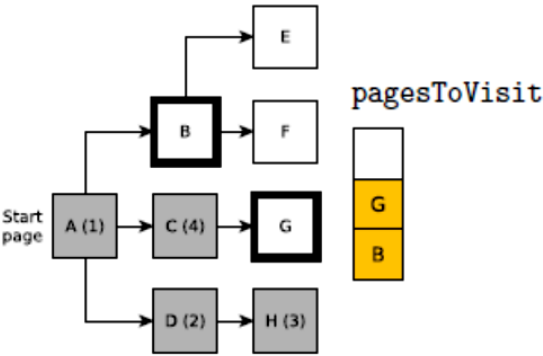 E
pagesToVisit
B
F
G
Start
page
A (1)
C (4)
G
B
D (2)
H (3)